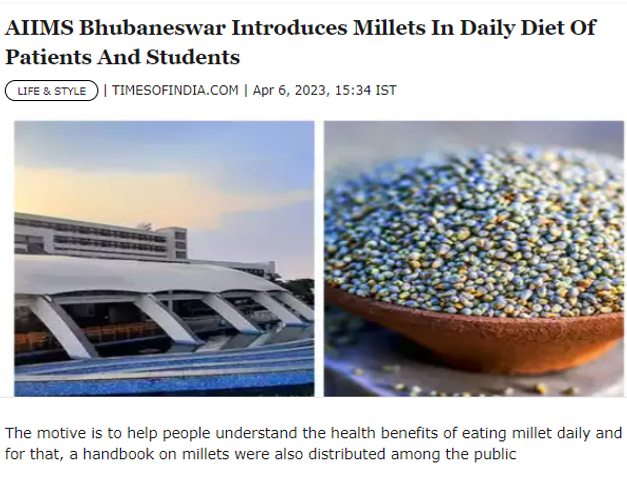 AIIMS Bhubaneswar Introduces Millets In Daily Diet Of
Patients And Students
LIFE & STYLE | TIMESOFINDIA.COM | Apr 6, 2023, 15:34 IST
The motive is to help people understand the health benefits of eating millet daily and
for that, a handbook on millets were also distributed among the public